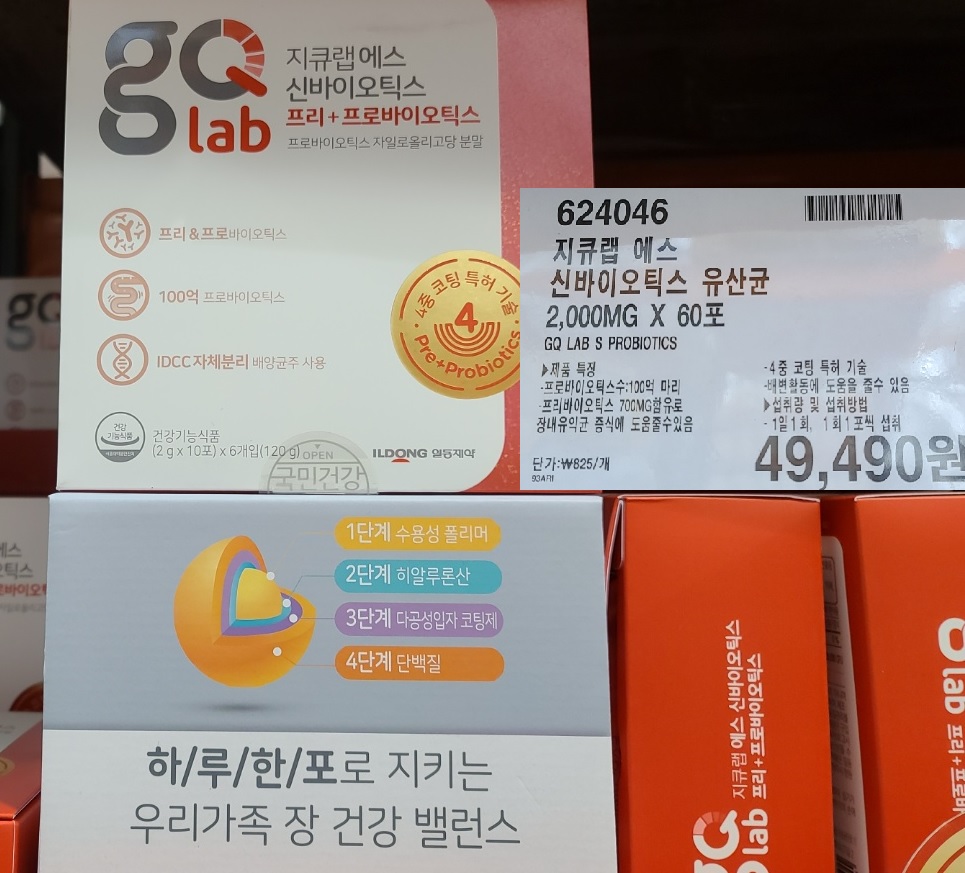 gQ lab
지큐랩 에스
신바이오틱스
프리+프로바이오틱스
프로바이오틱스 자일로올리고당 분말
프리&프로바이오틱스
100억 프로바이오틱스
IDCC 자체분리 배양균주 사용
4중 코팅 특허 기술
4
Pre+Probiotics
건강
기능식품
건강기능식품
(2 g x 10포) x 6개입(120 g)
OPEN
국민건강
ILDONG 일동제약
624046
지큐랩 에스
신바이오틱스 유산균
2,000MG X 60포
GQ LAB S PROBIOTICS
▶제품 특징
-프로바이오틱스수:100억 마리
-프리바이오틱스 700MG함유로
장내유익균 증식에 도움줄수있음
-4중 코팅 특허 기술
-배변활동에 도움을 줄수 있음
▶섭취량 및 섭취방법
-1일1회, 1회1포씩 섭취
단가:₩825/개
49,490원
1단계 수용성 폴리머
2단계 히알루론산
3단계 다공성입자 코팅제
4단계 단백질
하/루/한/포로 지키는
우리가족 장 건강 밸런스
gQ lab
지큐랩 에스 신바이오틱스
프리+프로바이오틱스
lab